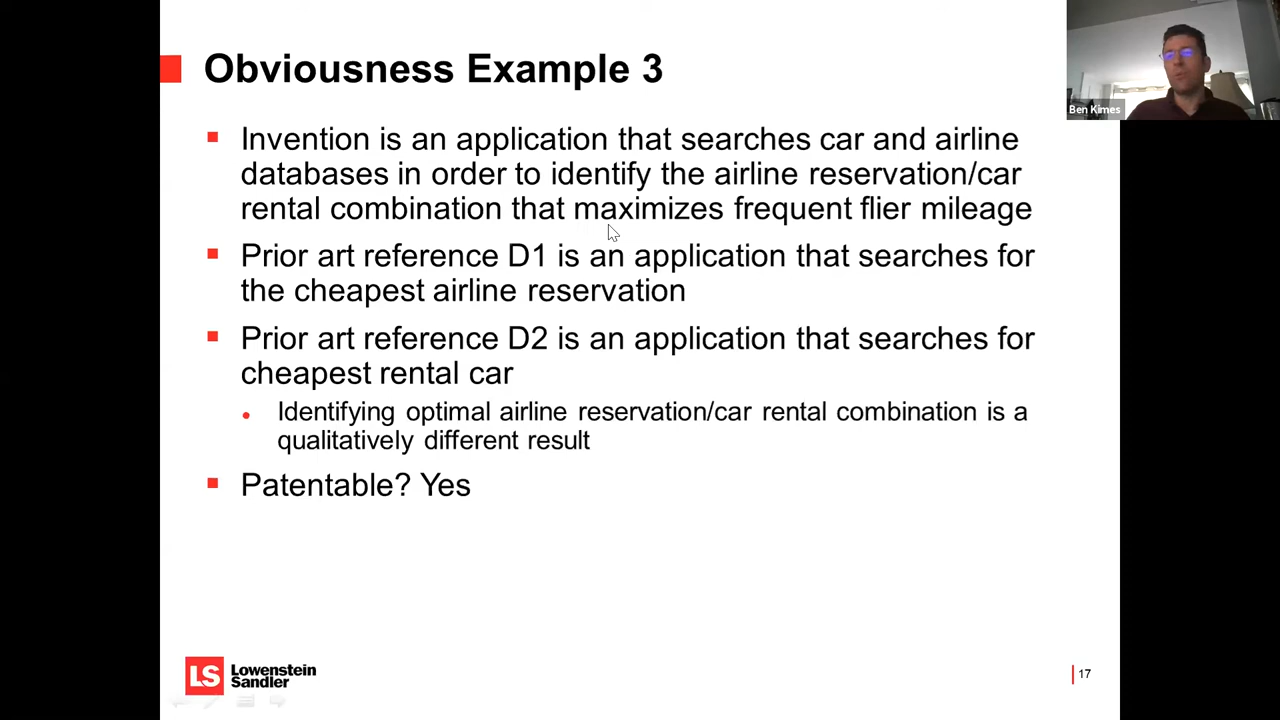 Obviousness Example 3
Invention is an application that searches car and airline
databases in order to identify the airline reservation/car
rental combination that maximizes frequent flier mileage
Prior art reference D1 is an application that searches for
the cheapest airline reservation
Prior art reference D2 is an application that searches for
cheapest rental car
Identifying optimal airline reservation/car rental combination is a
qualitatively different result
Patentable? Yes
LS Lowenstein
Sandler
17
Ben Kimes